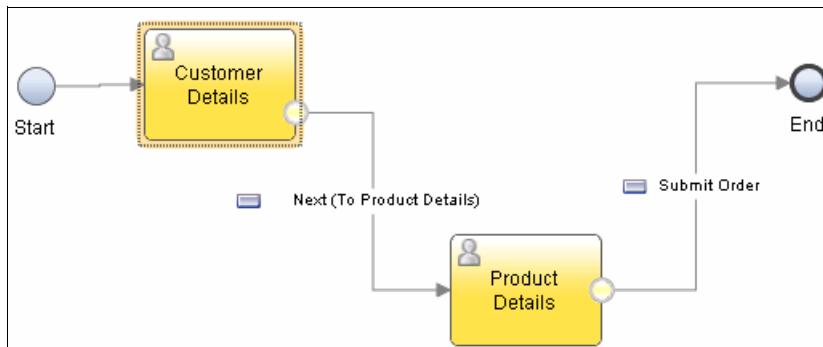 Customer
Details
Start
End
Next (To Product Details)
Submit Order
Product
Details